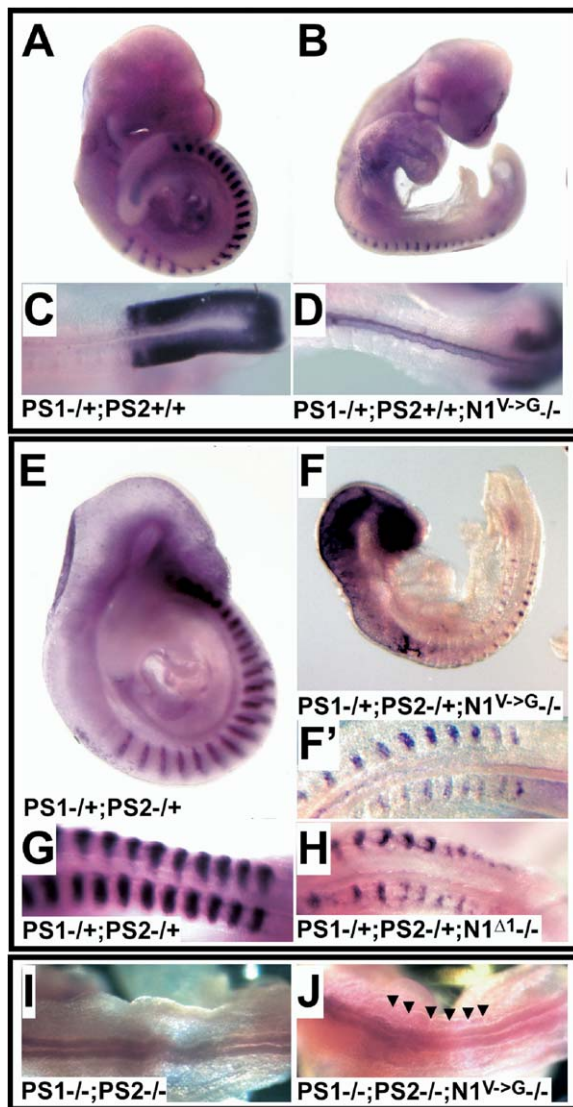 A
B
C
D
PS1-/+;PS2+/+
PS1-/+;PS2+/+;N1V->G-/-
E
F
PS1-/+;PS2-/+;N1V->G-/-
F'
PS1-/+;PS2-/+
G
H
PS1-/+;PS2-/+
PS1-/+;PS2-/+;N1Δ1-/-
I
J
PS1-/-;PS2-/-
PS1-/-;PS2-/-;N1V->G-/-